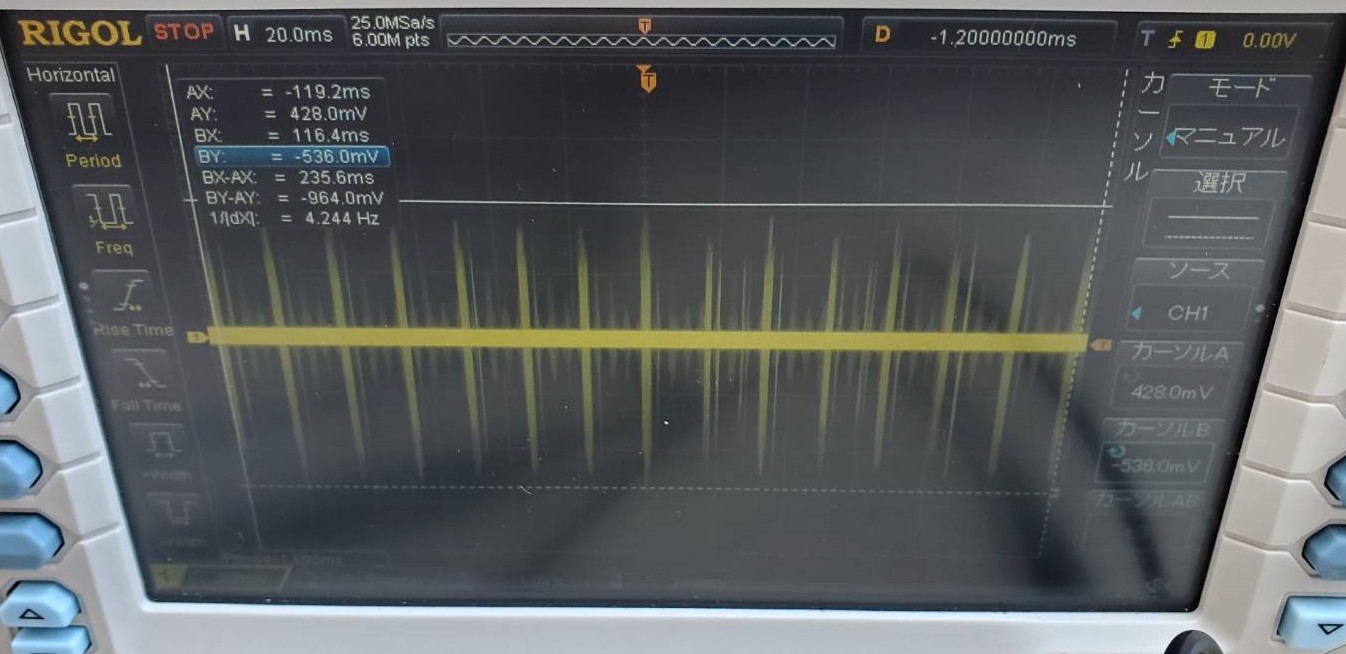 RIGOL STOP H 20.0ms 25.0MSa/s 6.00M pts T D -1.20000000ms T 1 0.00V
Horizontal
Period
Freq
Rise Time
Fall Time
AX: = -119.2ms
AY: = 428.0mV
BX: = 116.4ms
BY: = -536.0mV
BX-AX: = 235.6ms
BY-AY: = -964.0mV
1/|dX|: = 4.244 Hz
T
1
T
カーソル
モード
マニュアル
選択
ソース
CH1
カーソルA
428.0mV
カーソルB
-536.0mV
カーソルAB
1